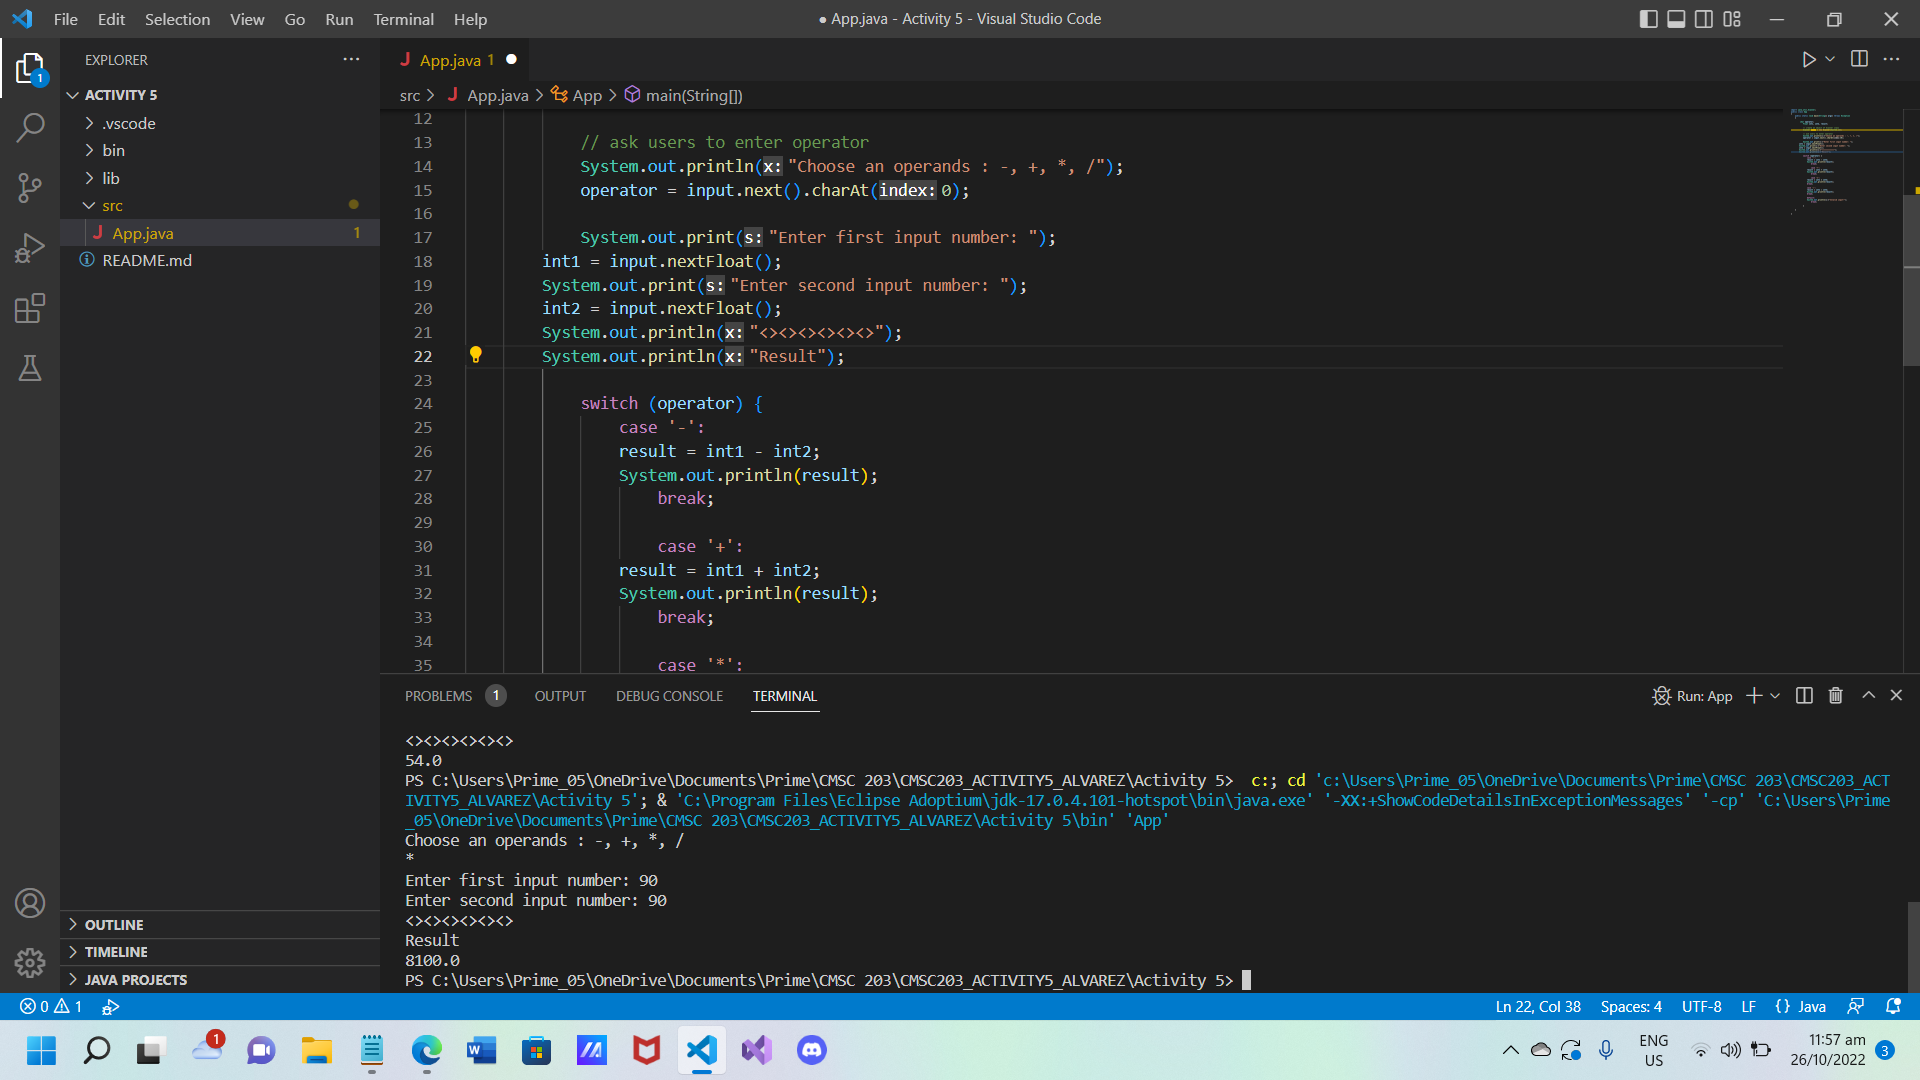 File Edit Selection View Go Run Terminal Help
● App.java - Activity 5 - Visual Studio Code
1
EXPLORER
ACTIVITY 5
.vscode
bin
lib
src
J App.java 1
README.md
OUTLINE
TIMELINE
JAVA PROJECTS
J App.java 1
src > J App.java > App > main(String[])
12
13 // ask users to enter operator
14 System.out.println(x: "Choose an operands : -, +, *, /");
15 operator = input.next().charAt(index: 0);
16
17 System.out.print(s: "Enter first input number: ");
18 int1 = input.nextFloat();
19 System.out.print(s: "Enter second input number: ");
20 int2 = input.nextFloat();
21 System.out.println(x: "<><><><><><>");
22 System.out.println(x: "Result");
23
24 switch (operator) {
25 case '-':
26 result = int1 - int2;
27 System.out.println(result);
28 break;
29
30 case '+':
31 result = int1 + int2;
32 System.out.println(result);
33 break;
34
35 case '*':
PROBLEMS 1 OUTPUT DEBUG CONSOLE TERMINAL
Run: App
<><><><><><>
54.0
PS C:\Users\Prime_05\OneDrive\Documents\Prime\CMSC 203\CMSC203_ACTIVITY5_ALVAREZ\Activity 5>  c:; cd 'c:\Users\Prime_05\OneDrive\Documents\Prime\CMSC 203\CMSC203_ACT
IVITY5_ALVAREZ\Activity 5'; & 'C:\Program Files\Eclipse Adoptium\jdk-17.0.4.101-hotspot\bin\java.exe' '-XX:+ShowCodeDetailsInExceptionMessages' '-cp' 'C:\Users\Prime
_05\OneDrive\Documents\Prime\CMSC 203\CMSC203_ACTIVITY5_ALVAREZ\Activity 5\bin' 'App'
Choose an operands : -, +, *, /
*
Enter first input number: 90
Enter second input number: 90
<><><><><><>
Result
8100.0
PS C:\Users\Prime_05\OneDrive\Documents\Prime\CMSC 203\CMSC203_ACTIVITY5_ALVAREZ\Activity 5>
0 1
Ln 22, Col 38 Spaces: 4 UTF-8 LF {} Java
1
ENG
US
11:57 am
26/10/2022
3